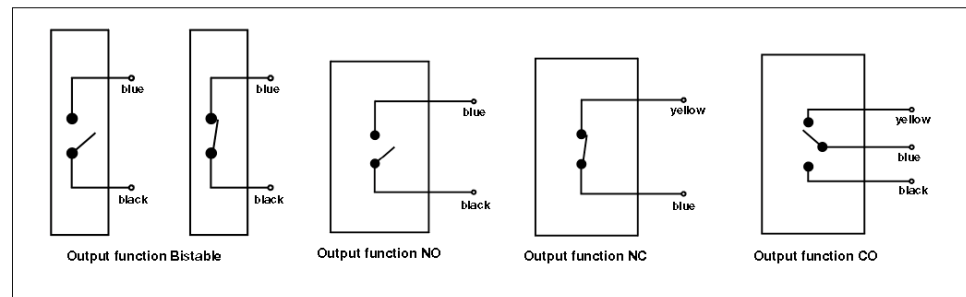 blue
black
blue
black
Output function Bistable
blue
black
Output function NO
yellow
blue
Output function NC
yellow
blue
black
Output function CO